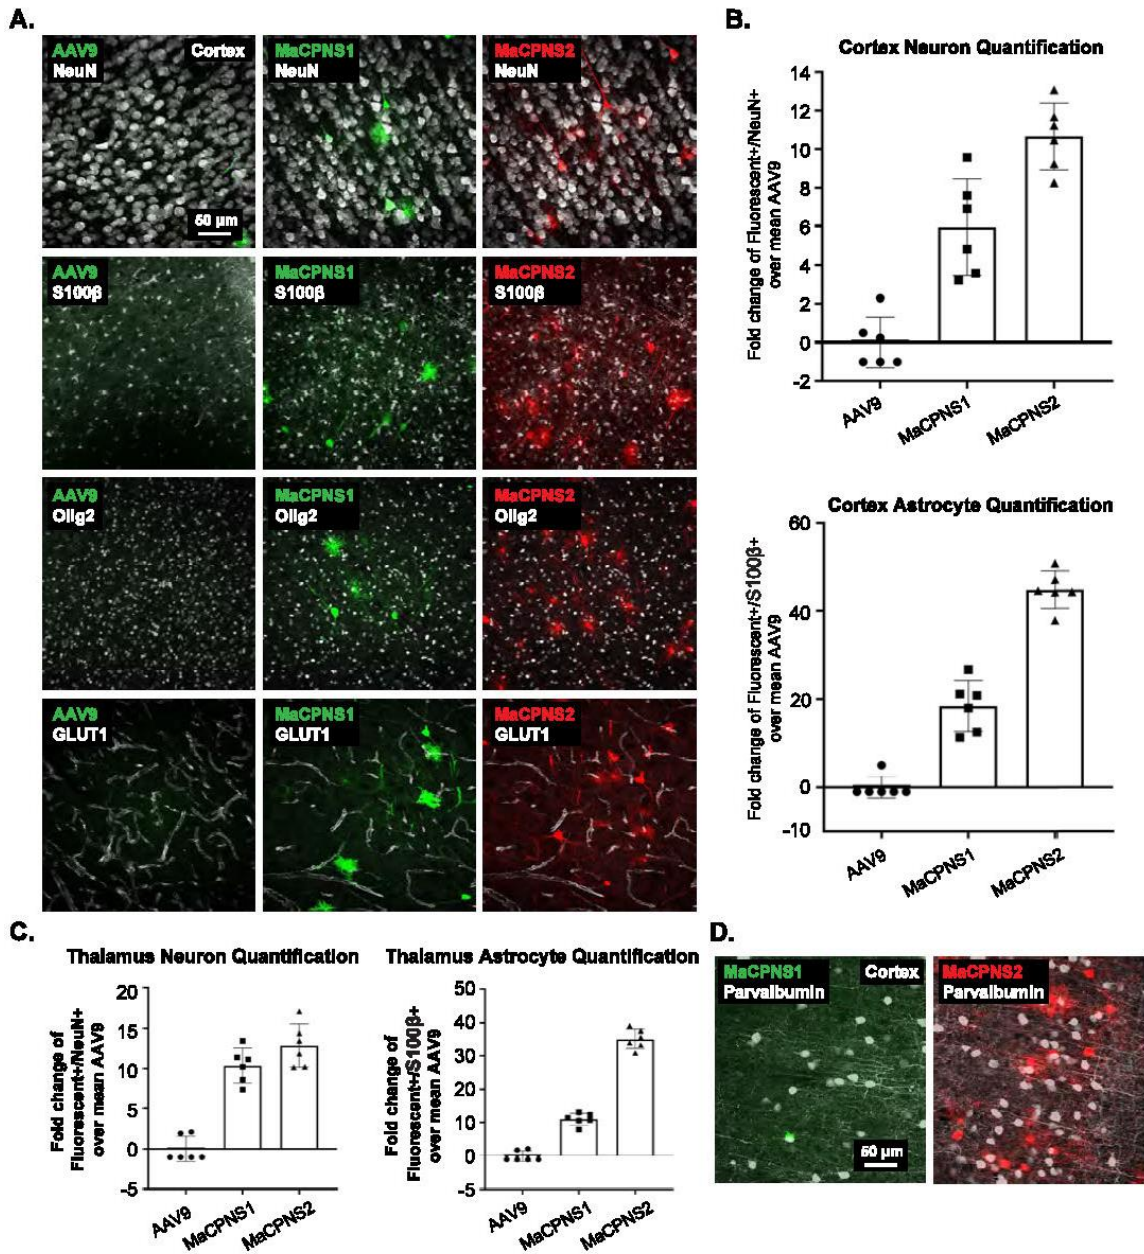 A.
AAV9
NeuN
Cortex
50 µm
MaCPNS1
NeuN
MaCPNS2
NeuN
AAV9
S100β
MaCPNS1
S100β
MaCPNS2
S100β
AAV9
Olig2
MaCPNS1
Olig2
MaCPNS2
Olig2
AAV9
GLUT1
MaCPNS1
GLUT1
MaCPNS2
GLUT1
B.
Cortex Neuron Quantification
Fold change of Fluorescent+/NeuN+
over mean AAV9
14
12
10
8
6
4
2
0
-2
AAV9
MaCPNS1
MaCPNS2
Cortex Astrocyte Quantification
Fold change of Fluorescent+/S100β+
over mean AAV9
60
40
20
0
-10
AAV9
MaCPNS1
MaCPNS2
C.
Thalamus Neuron Quantification
Fold change of
Fluorescent+/NeuN+
over mean AAV9
20
15
10
5
0
-5
AAV9
MaCPNS1
MaCPNS2
Thalamus Astrocyte Quantification
Fold change of
Fluorescent+/S100β+
over mean AAV9
50
40
30
20
10
0
-5
AAV9
MaCPNS1
MaCPNS2
D.
MaCPNS1
Parvalbumin
Cortex
50 µm
MaCPNS2
Parvalbumin